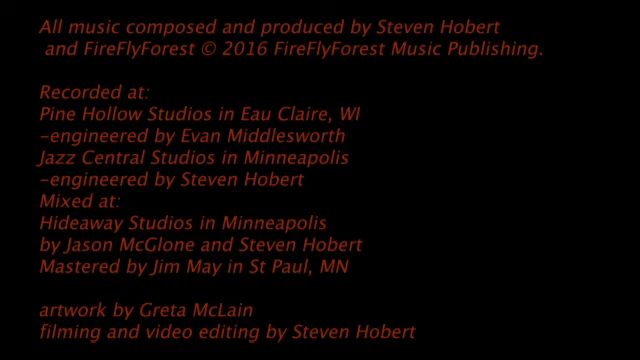 All music composed and produced by Steven Hobert
and FireFlyForest © 2016 FireFlyForest Music Publishing.
Recorded at:
Pine Hollow Studios in Eau Claire, WI
-engineered by Evan Middlesworth
Jazz Central Studios in Minneapolis
-engineered by Steven Hobert
Mixed at:
Hideaway Studios in Minneapolis
by Jason McGlone and Steven Hobert
Mastered by Jim May in St Paul, MN
artwork by Greta McLain
filming and video editing by Steven Hobert